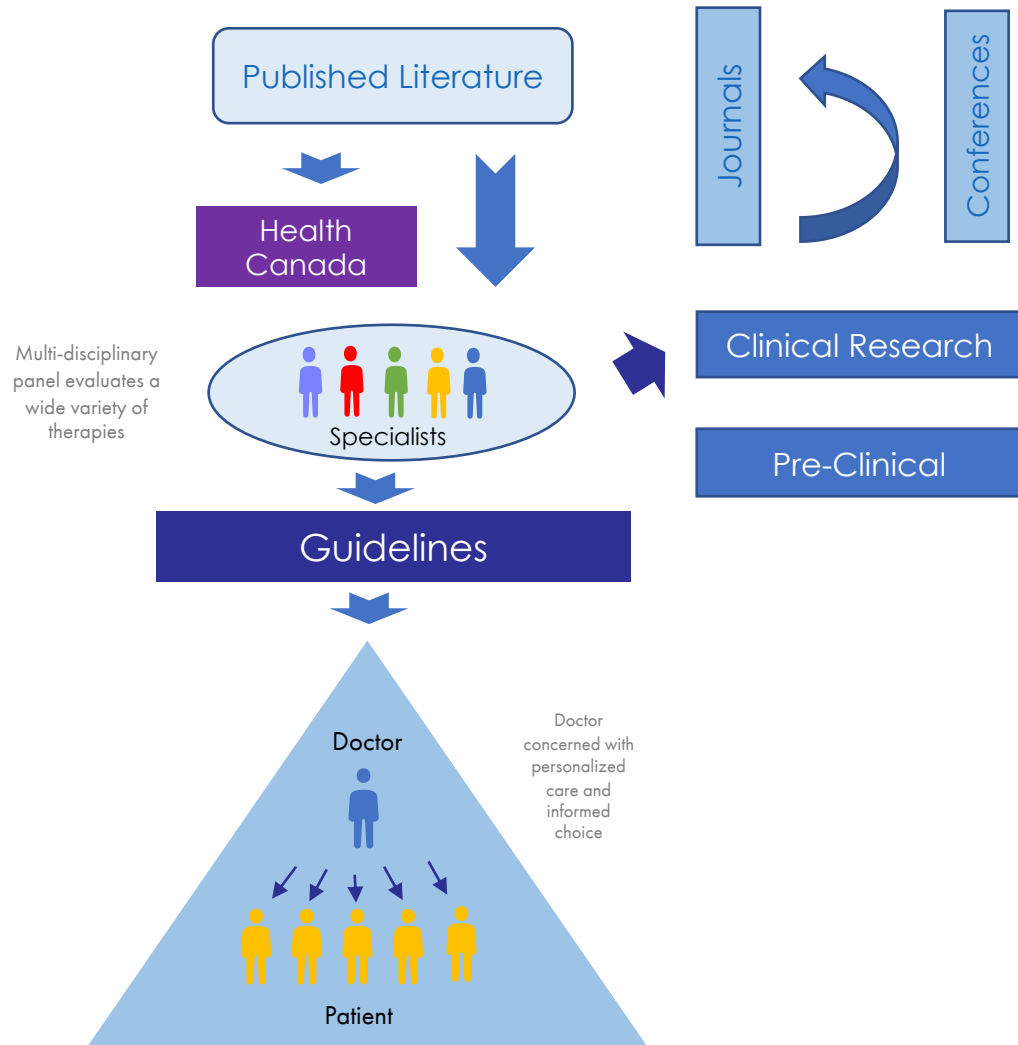 Published Literature
Journals
Conferences
Health
Canada
Multi-disciplinary
panel evaluates a
wide variety of
therapies
Specialists
Clinical Research
Pre-Clinical
Guidelines
Doctor
Doctor
concerned with
personalized
care and
informed
choice
Patient